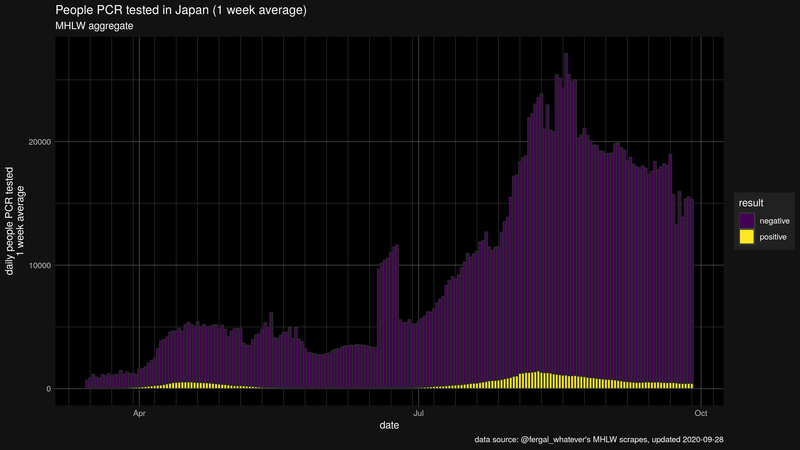 People PCR tested in Japan (1 week average)
MHLW aggregate
daily people PCR tested
1 week average
20000
10000
0
Apr
Jul
Oct
date
result
negative
positive
data source: @fergal_whatever's MHLW scrapes, updated 2020-09-28